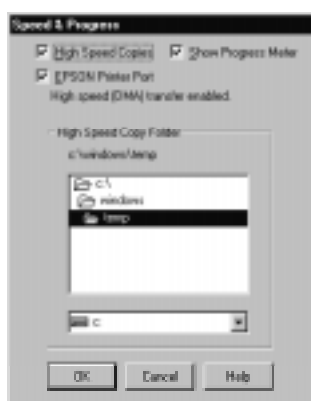 Speed & Progress
High Speed Copies Show Progress Meter
EPSON Printer Port
High speed (DMA) transfer enabled.
High Speed Copy Folder
c:\windows\temp
c:\
windows
temp
c
OK Cancel Help